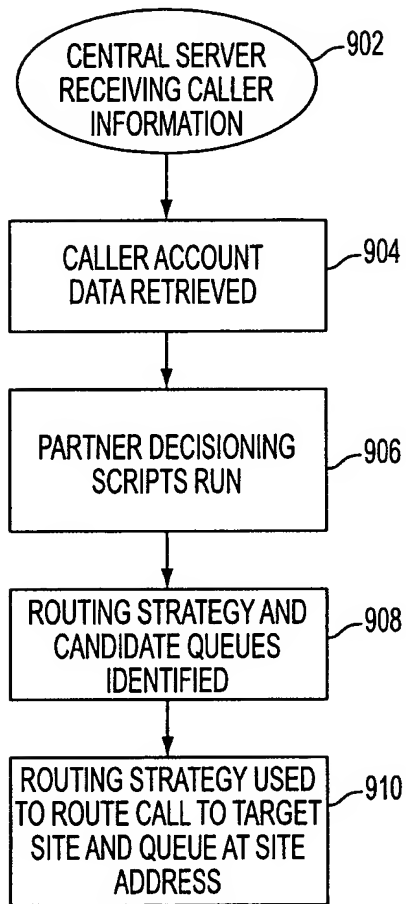 CENTRAL SERVER
RECEIVING CALLER
INFORMATION
902
CALLER ACCOUNT
DATA RETRIEVED
904
PARTNER DECISIONING
SCRIPTS RUN
906
ROUTING STRATEGY AND
CANDIDATE QUEUES
IDENTIFIED
908
ROUTING STRATEGY USED
TO ROUTE CALL TO TARGET
SITE AND QUEUE AT SITE
ADDRESS
910